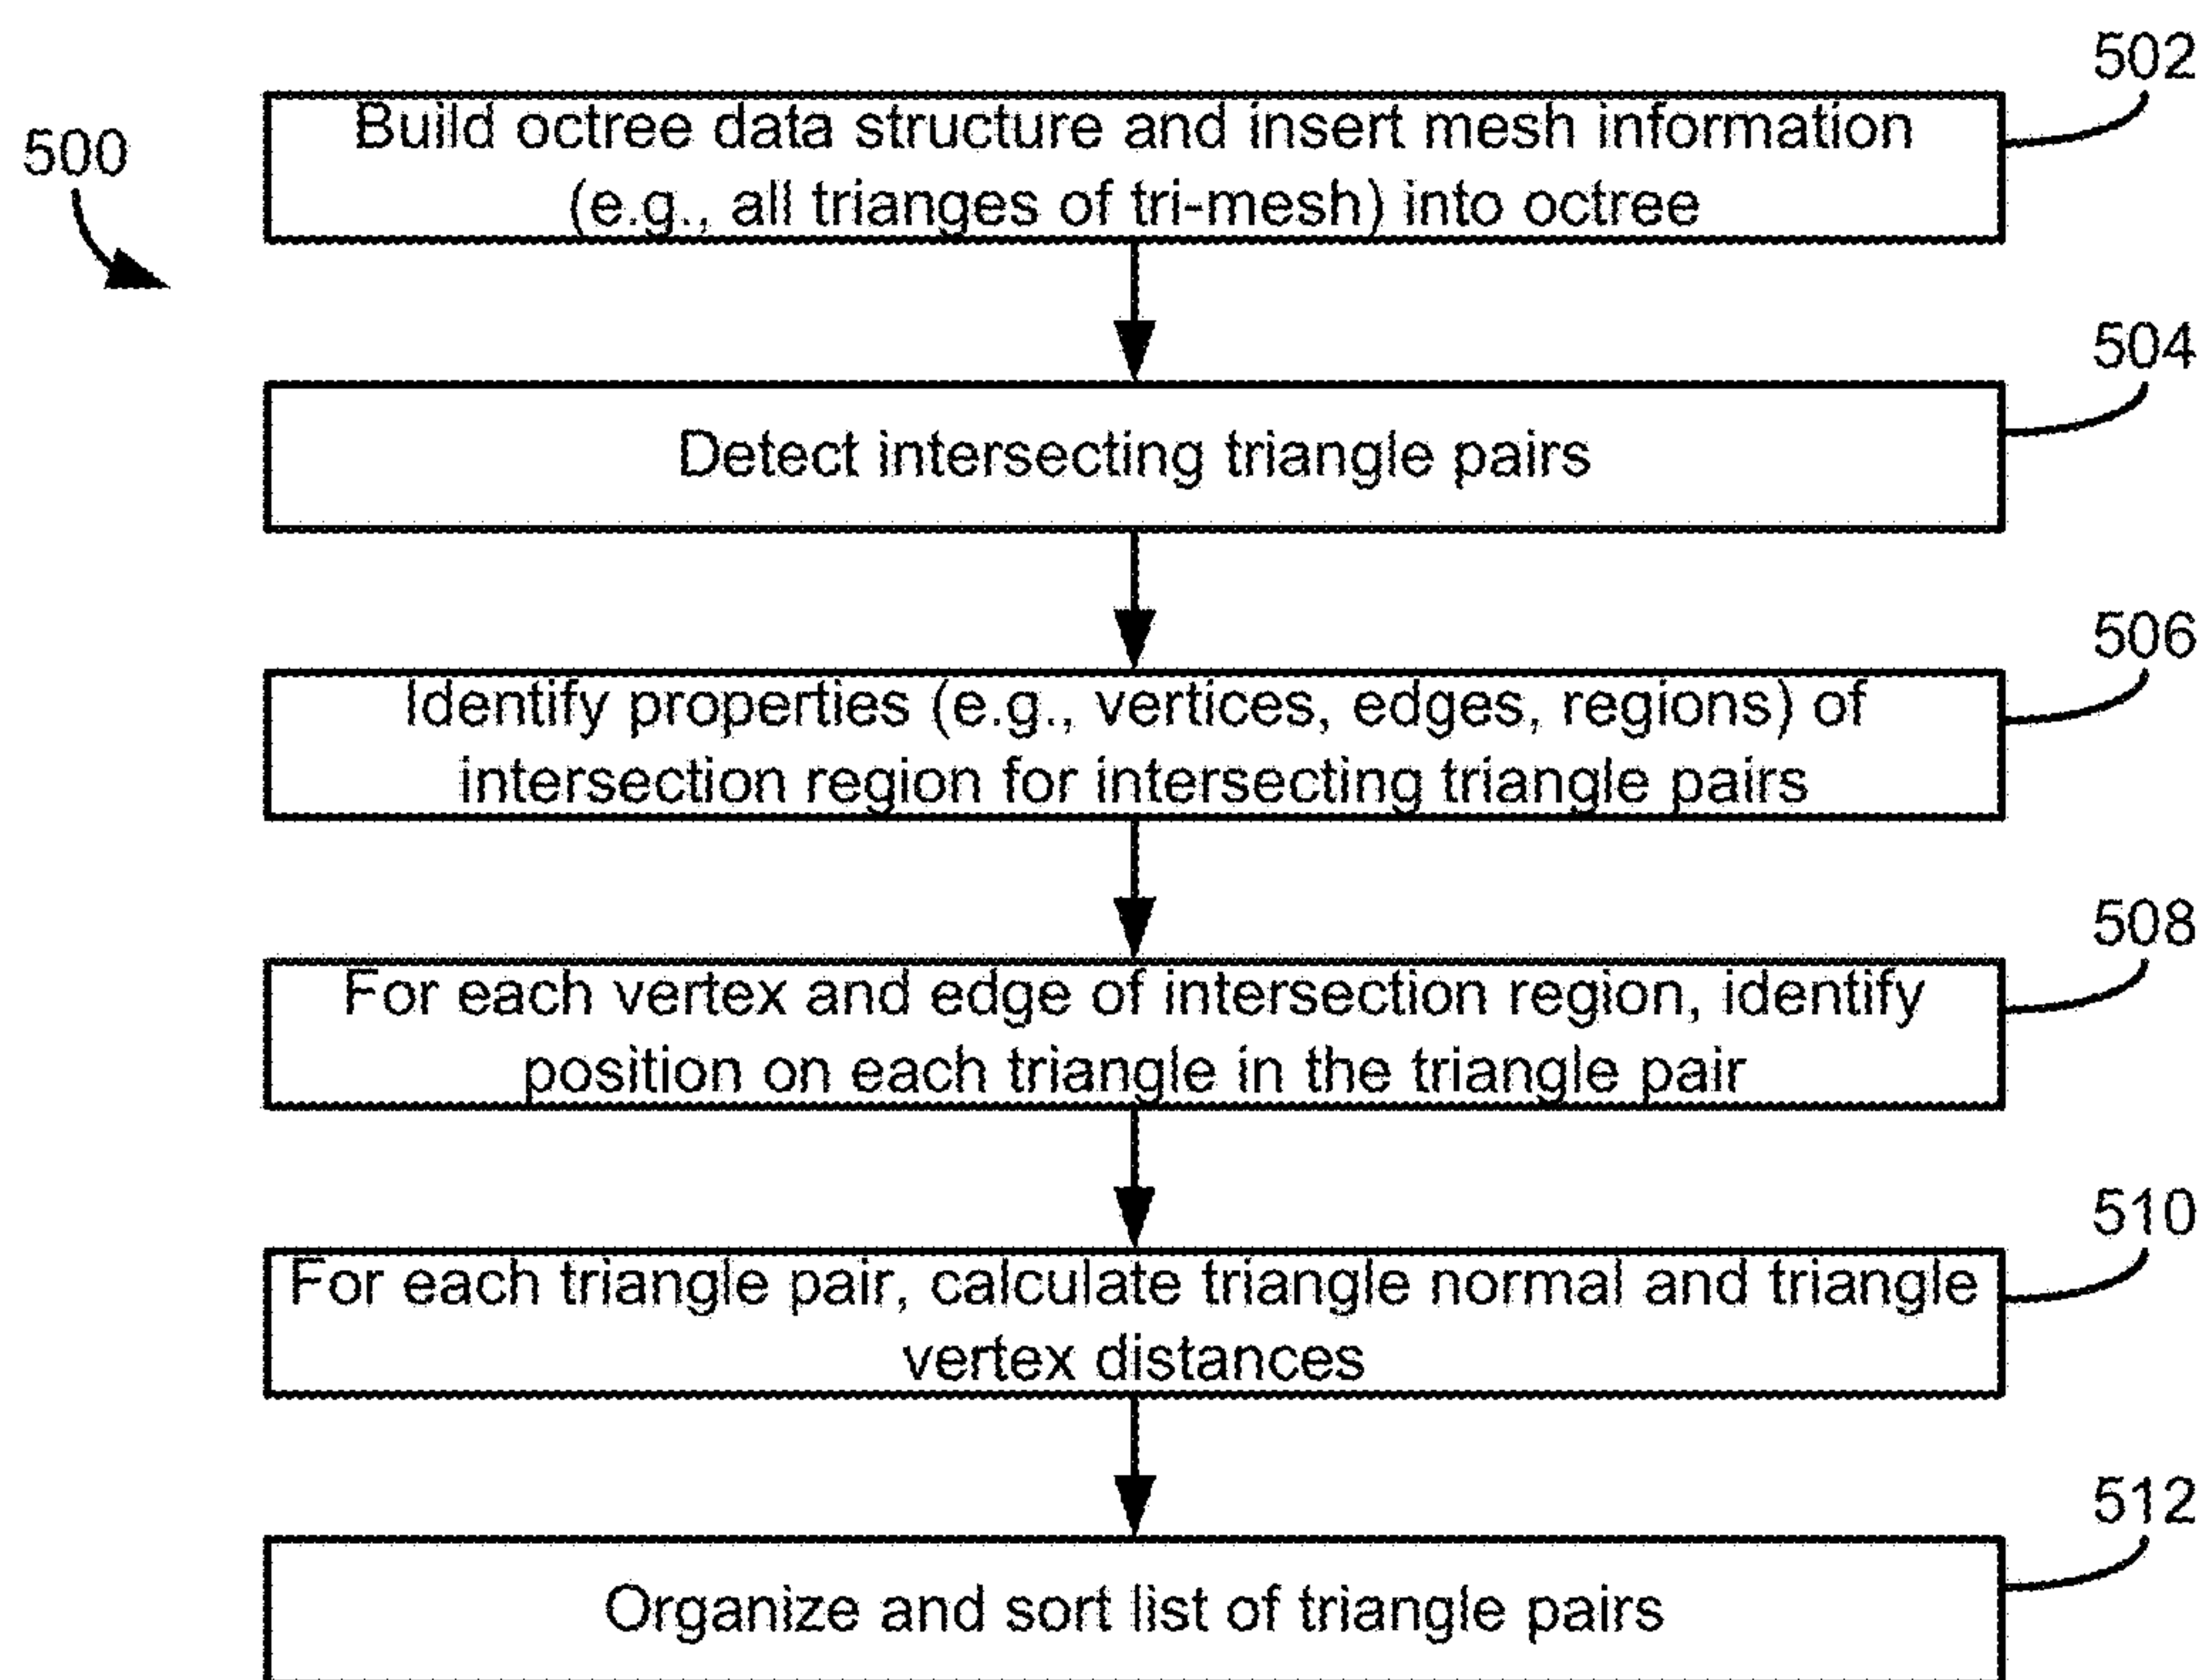 502
500
Build octree data structure and insert mesh information
(e.g., all trianges of tri-mesh) into octree
504
Detect intersecting triangle pairs
506
Identify properties (e.g., vertices, edges, regions) of
intersection region for intersecting triangle pairs
508
For each vertex and edge of intersection region, identify
position on each triangle in the triangle pair
510
For each triangle pair, calculate triangle normal and triangle
vertex distances
512
Organize and sort list of triangle pairs